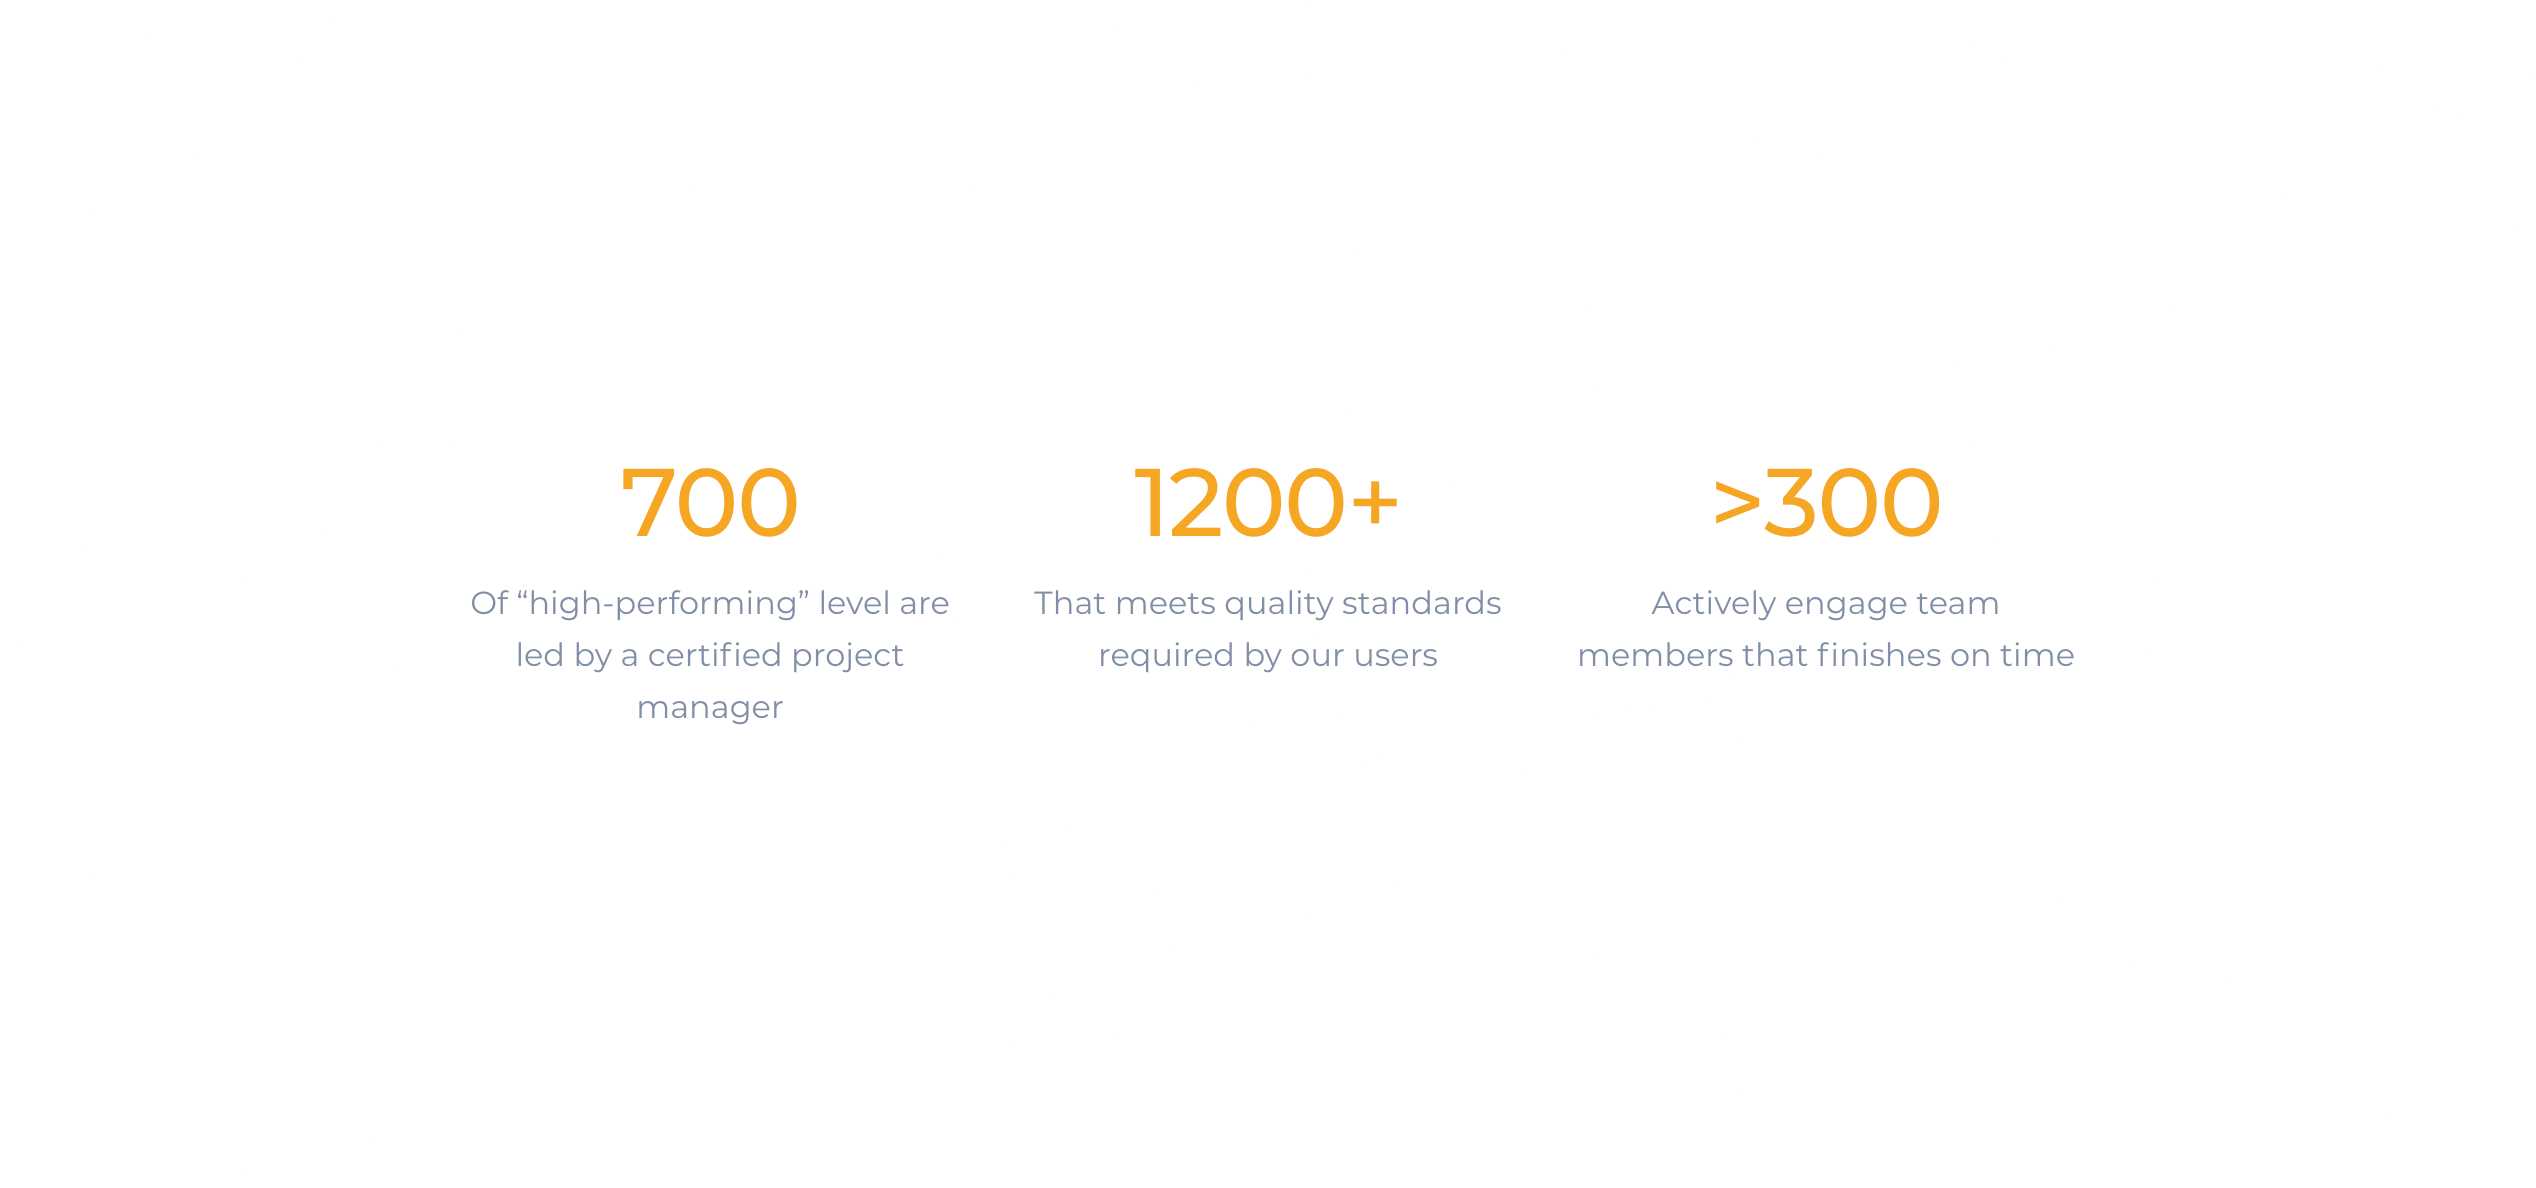 700
Of “high-performing” level are
led by a certified project
manager
1200+
That meets quality standards
required by our users
>300
Actively engage team
members that finishes on time